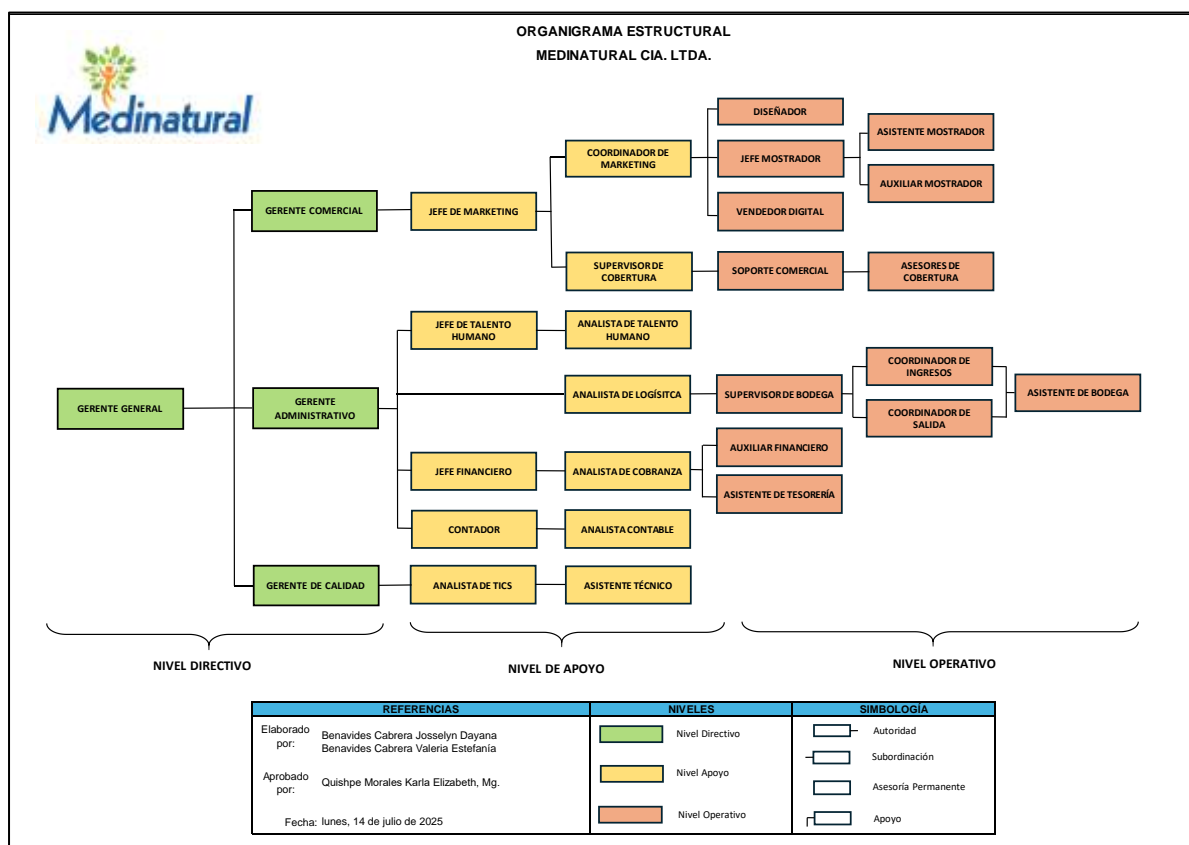 ORGANIGRAMA ESTRUCTURAL
MEDINATURAL CIA. LTDA.
Medinatural
DISEÑADOR
COORDINADOR DE
MARKETING
JEFE MOSTRADOR
ASISTENTE MOSTRADOR
AUXILIAR MOSTRADOR
GERENTE COMERCIAL
JEFE DE MARKETING
VENDEDOR DIGITAL
SUPERVISOR DE
COBERTURA
SOPORTE COMERCIAL
ASESORES DE
COBERTURA
JEFE DE TALENTO
HUMANO
ANALISTA DE TALENTO
HUMANO
GERENTE GENERAL
GERENTE
ADMINISTRATIVO
ANALIISTA DE LOGÍSITCA
SUPERVISOR DE BODEGA
COORDINADOR DE
INGRESOS
COORDINADOR DE
SALIDA
ASISTENTE DE BODEGA
JEFE FINANCIERO
ANALISTA DE COBRANZA
AUXILIAR FINANCIERO
ASISTENTE DE TESORERÍA
CONTADOR
ANALISTA CONTABLE
GERENTE DE CALIDAD
ANALISTA DE TICS
ASISTENTE TÉCNICO
NIVEL DIRECTIVO
NIVEL DE APOYO
NIVEL OPERATIVO
REFERENCIAS
Elaborado
por:
Benavides Cabrera Josselyn Dayana
Benavides Cabrera Valeria Estefanía
Aprobado
por:
Quishpe Morales Karla Elizabeth, Mg.
Fecha: lunes, 14 de julio de 2025
NIVELES
Nivel Directivo
Nivel Apoyo
Nivel Operativo
SIMBOLOGÍA
Autoridad
Subordinación
Asesoría Permanente
Apoyo